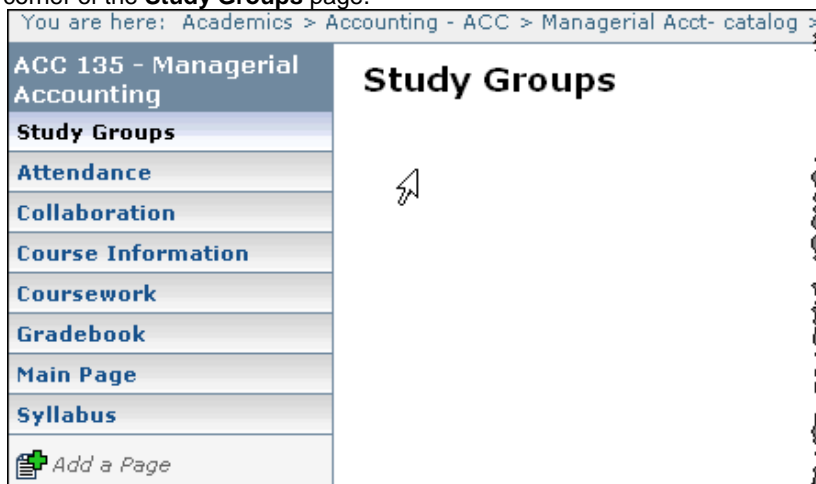 corner of the Study Groups page.
You are here: Academics > Accounting - ACC > Managerial Acct- catalog >
ACC 135 - Managerial
Accounting
Study Groups
Study Groups
Attendance
Collaboration
Course Information
Coursework
Gradebook
Main Page
Syllabus
Add a Page